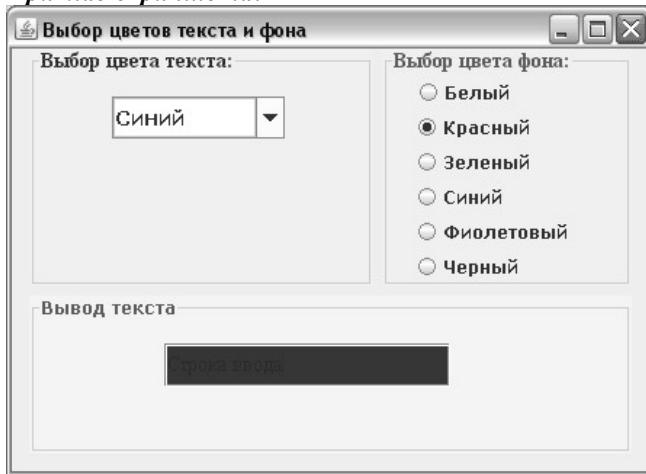 Выбор цветов текста и фона
Выбор цвета текста:
Синий
Выбор цвета фона:
Белый
Красный
Зеленый
Синий
Фиолетовый
Черный
Вывод текста
Строка ввода